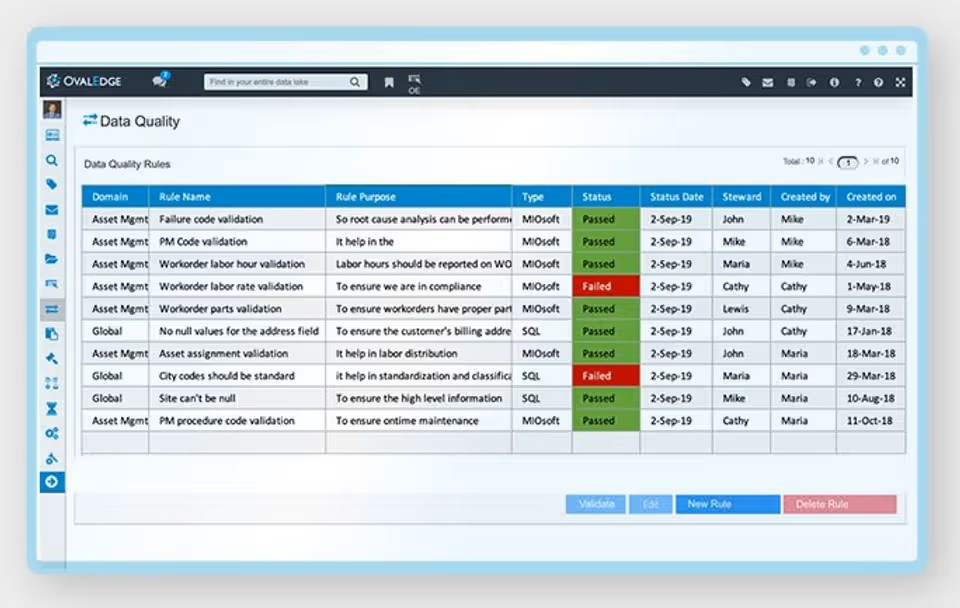 OVALEDGE
2
Find in your entire data lake
OE
Data Quality
Data Quality Rules
Total : 10
1
of 10
Domain Rule Name Rule Purpose Type Status Status Date Steward Created by Created on
Asset Mgmt Failure code validation So root cause analysis can be perform MIOsoft Passed 2-Sep-19 John Mike 2-Mar-19
Asset Mgmt PM Code validation It help in the MIOsoft Passed 2-Sep-19 Mike Mike 6-Mar-18
Asset Mgmt Workorder labor hour validation Labor hours should be reported on WO MIOsoft Passed 2-Sep-19 Maria Mike 4-Jun-18
Asset Mgmt Workorder labor rate validation To ensure we are in compliance MIOsoft Failed 2-Sep-19 Cathy Cathy 1-May-18
Asset Mgmt Workorder parts validation To ensure workorders have proper part MIOsoft Passed 2-Sep-19 Lewis Cathy 9-Mar-18
Global No null values for the address field To ensure the customer's billing addre SQL Passed 2-Sep-19 John Cathy 17-Jan-18
Asset Mgmt Asset assignment validation It help in labor distribution MIOsoft Passed 2-Sep-19 John Maria 18-Mar-18
Global City codes should be standard it help in standardization and classifica SQL Failed 2-Sep-19 Maria Maria 29-Mar-18
Global Site can't be null To ensure the high level information SQL Passed 2-Sep-19 Mike Maria 10-Aug-18
Asset Mgmt PM procedure code validation To ensure ontime maintenance MIOsoft Passed 2-Sep-19 Cathy Maria 11-Oct-18
Validate Edit New Rule Delete Rule